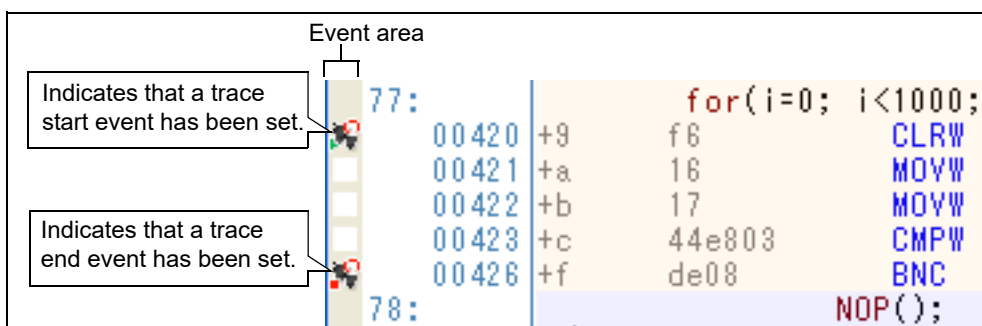 Event area
Indicates that a trace
start event has been set.
77: for(i=0; i<1000;
00420 +9 f6 CLRW
00421 +a 16 MOVW
00422 +b 17 MOVW
00423 +c 44e803 CMPW
Indicates that a trace
end event has been set.
00426 +f de08 BNC
78: NOP();